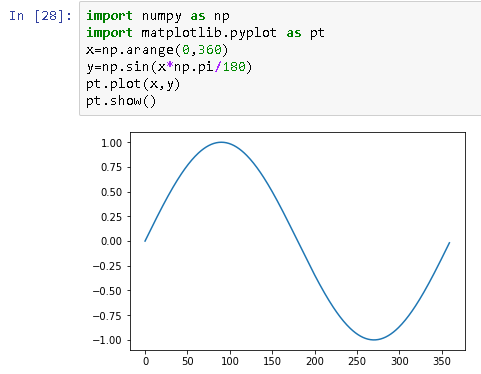 In [28]: import numpy as np
import matplotlib.pyplot as pt
x=np.arange(0,360)
y=np.sin(x*np.pi/180)
pt.plot(x,y)
pt.show()
1.00
0.75
0.50
0.25
0.00
−0.25
−0.50
−0.75
−1.00
0 50 100 150 200 250 300 350